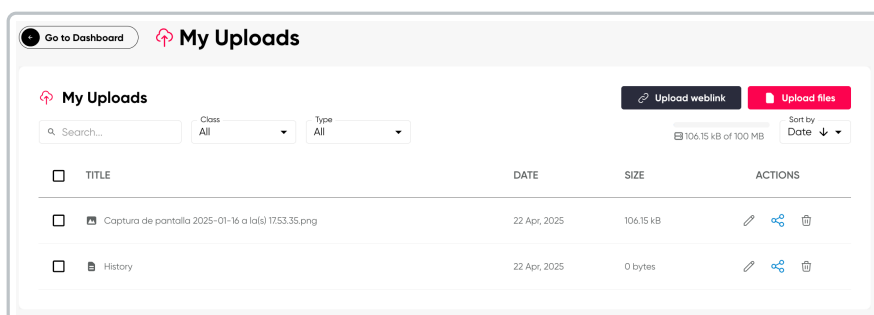 Go to Dashboard
My Uploads
My Uploads
Upload weblink
Upload files
Search...
Class
All
Type
All
106.15 kB of 100 MB
Sort by
Date
TITLE DATE SIZE ACTIONS
Captura de pantalla 2025-01-16 a la(s) 17.53.35.png 22 Apr, 2025 106.15 kB
History 22 Apr, 2025 0 bytes